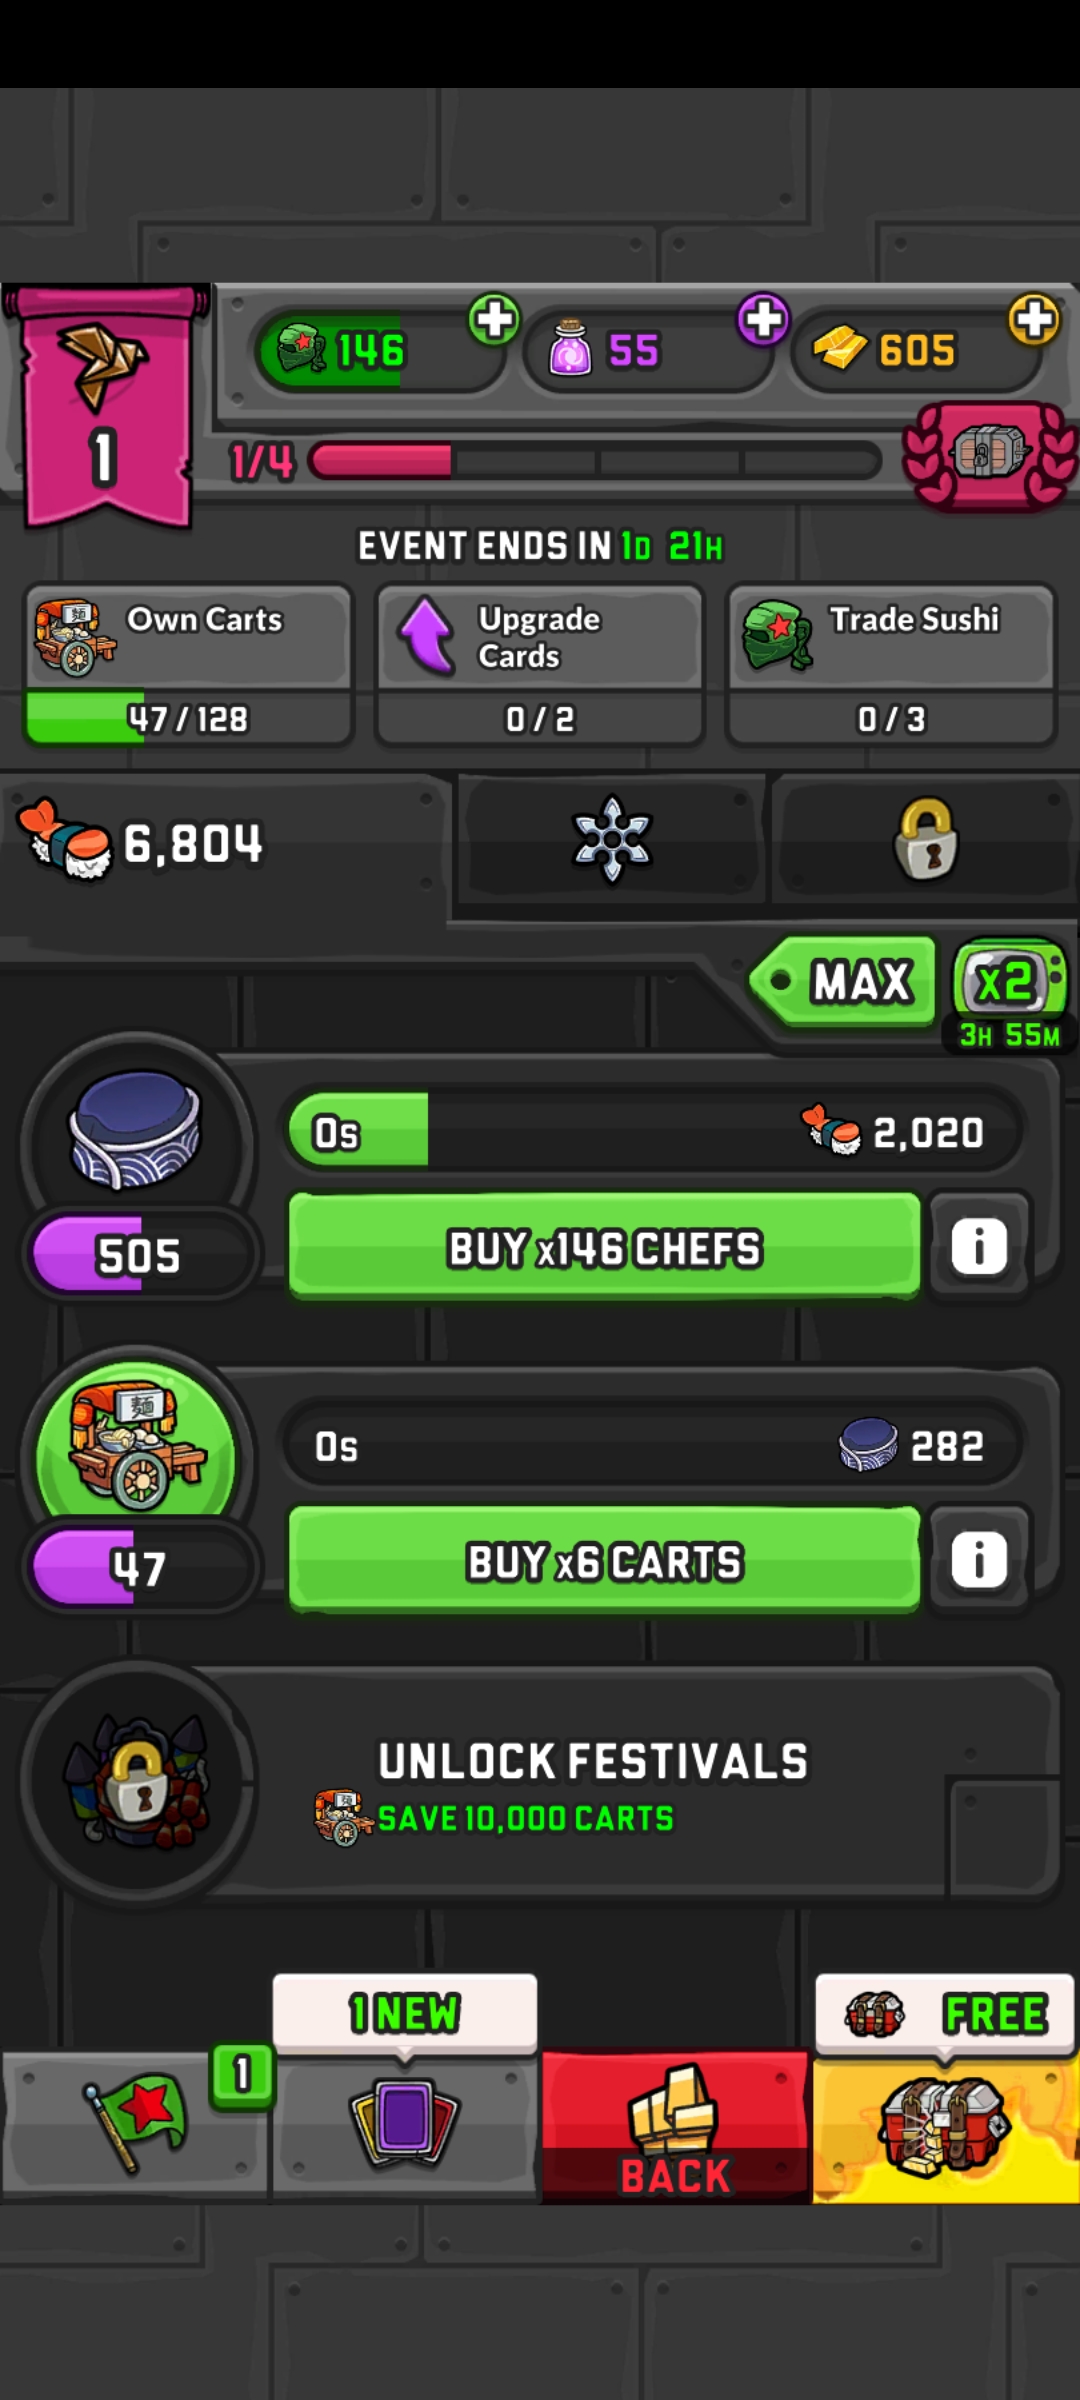 146
55
605
1
1/4
EVENT ENDS IN 1D 21H
Own Carts
47/128
Upgrade
Cards
0/2
Trade Sushi
0/3
6,804
MAX
x2
3H 55M
0s
2,020
505
BUY x146 CHEFS
i
麺
0s
282
47
BUY x6 CARTS
i
UNLOCK FESTIVALS
SAVE 10,000 CARTS
1 NEW
FREE
1
BACK